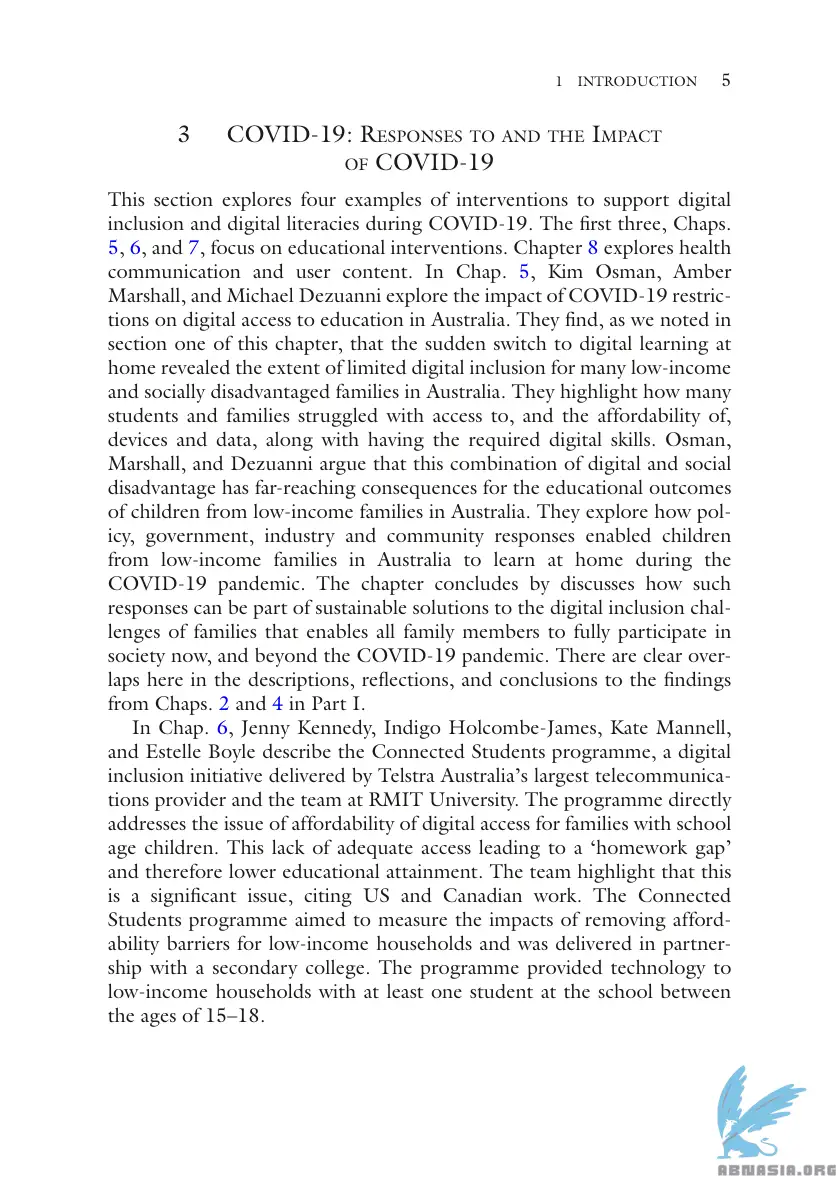 1 INTRODUCTION 5
3 COVID-19: Responses to and the Impact
of COVID-19
This section explores four examples of interventions to support digital
inclusion and digital literacies during COVID-19. The first three, Chaps.
5, 6, and 7, focus on educational interventions. Chapter 8 explores health
communication and user content. In Chap. 5, Kim Osman, Amber
Marshall, and Michael Dezuanni explore the impact of COVID-19 restric-
tions on digital access to education in Australia. They find, as we noted in
section one of this chapter, that the sudden switch to digital learning at
home revealed the extent of limited digital inclusion for many low-income
and socially disadvantaged families in Australia. They highlight how many
students and families struggled with access to, and the affordability of,
devices and data, along with having the required digital skills. Osman,
Marshall, and Dezuanni argue that this combination of digital and social
disadvantage has far-reaching consequences for the educational outcomes
of children from low-income families in Australia. They explore how pol-
icy, government, industry and community responses enabled children
from low-income families in Australia to learn at home during the
COVID-19 pandemic. The chapter concludes by discusses how such
responses can be part of sustainable solutions to the digital inclusion chal-
lenges of families that enables all family members to fully participate in
society now, and beyond the COVID-19 pandemic. There are clear over-
laps here in the descriptions, reflections, and conclusions to the findings
from Chaps. 2 and 4 in Part I.
In Chap. 6, Jenny Kennedy, Indigo Holcombe-James, Kate Mannell,
and Estelle Boyle describe the Connected Students programme, a digital
inclusion initiative delivered by Telstra Australia's largest telecommunica-
tions provider and the team at RMIT University. The programme directly
addresses the issue of affordability of digital access for families with school
age children. This lack of adequate access leading to a ‘homework gap’
and therefore lower educational attainment. The team highlight that this
is a significant issue, citing US and Canadian work. The Connected
Students programme aimed to measure the impacts of removing afford-
ability barriers for low-income households and was delivered in partner-
ship with a secondary college. The programme provided technology to
low-income households with at least one student at the school between
the ages of 15–18.
ABNASIA.ORG